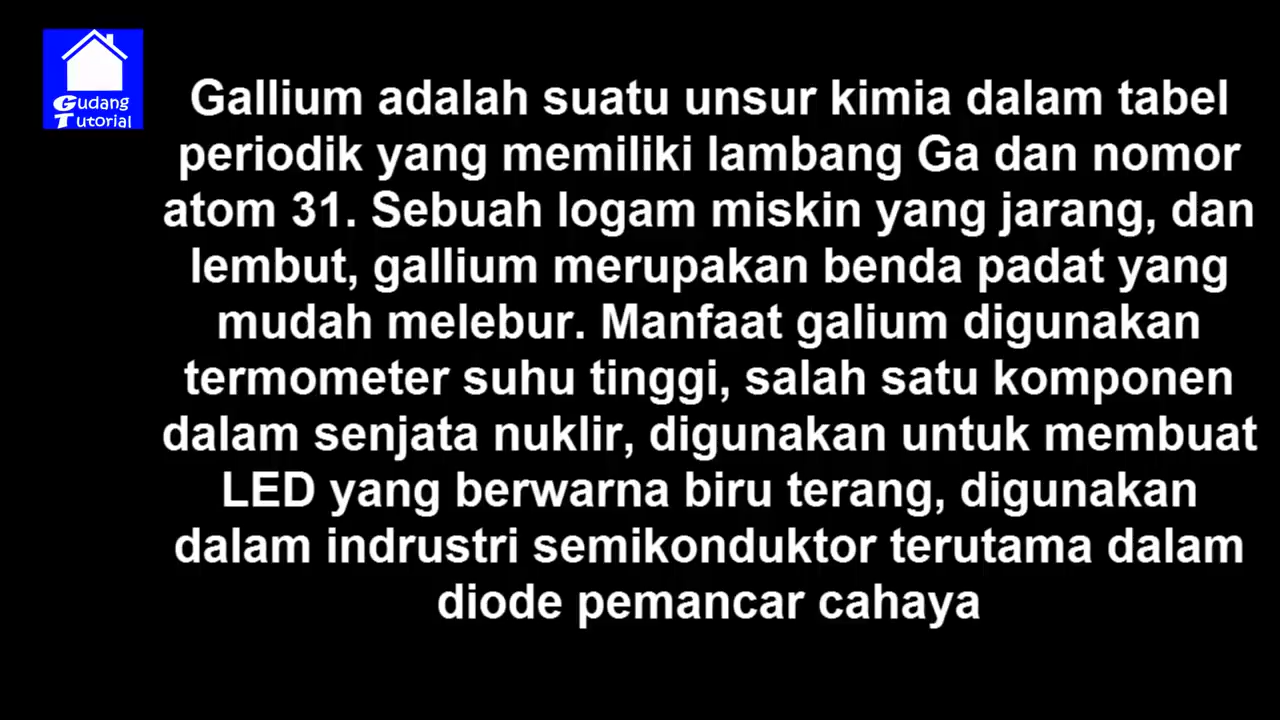 Gudang
Tutorial
Gallium adalah suatu unsur kimia dalam tabel
periodik yang memiliki lambang Ga dan nomor
atom 31. Sebuah logam miskin yang jarang, dan
lembut, gallium merupakan benda padat yang
mudah melebur. Manfaat galium digunakan
termometer suhu tinggi, salah satu komponen
dalam senjata nuklir, digunakan untuk membuat
LED yang berwarna biru terang, digunakan
dalam indrustri semikonduktor terutama dalam
diode pemancar cahaya